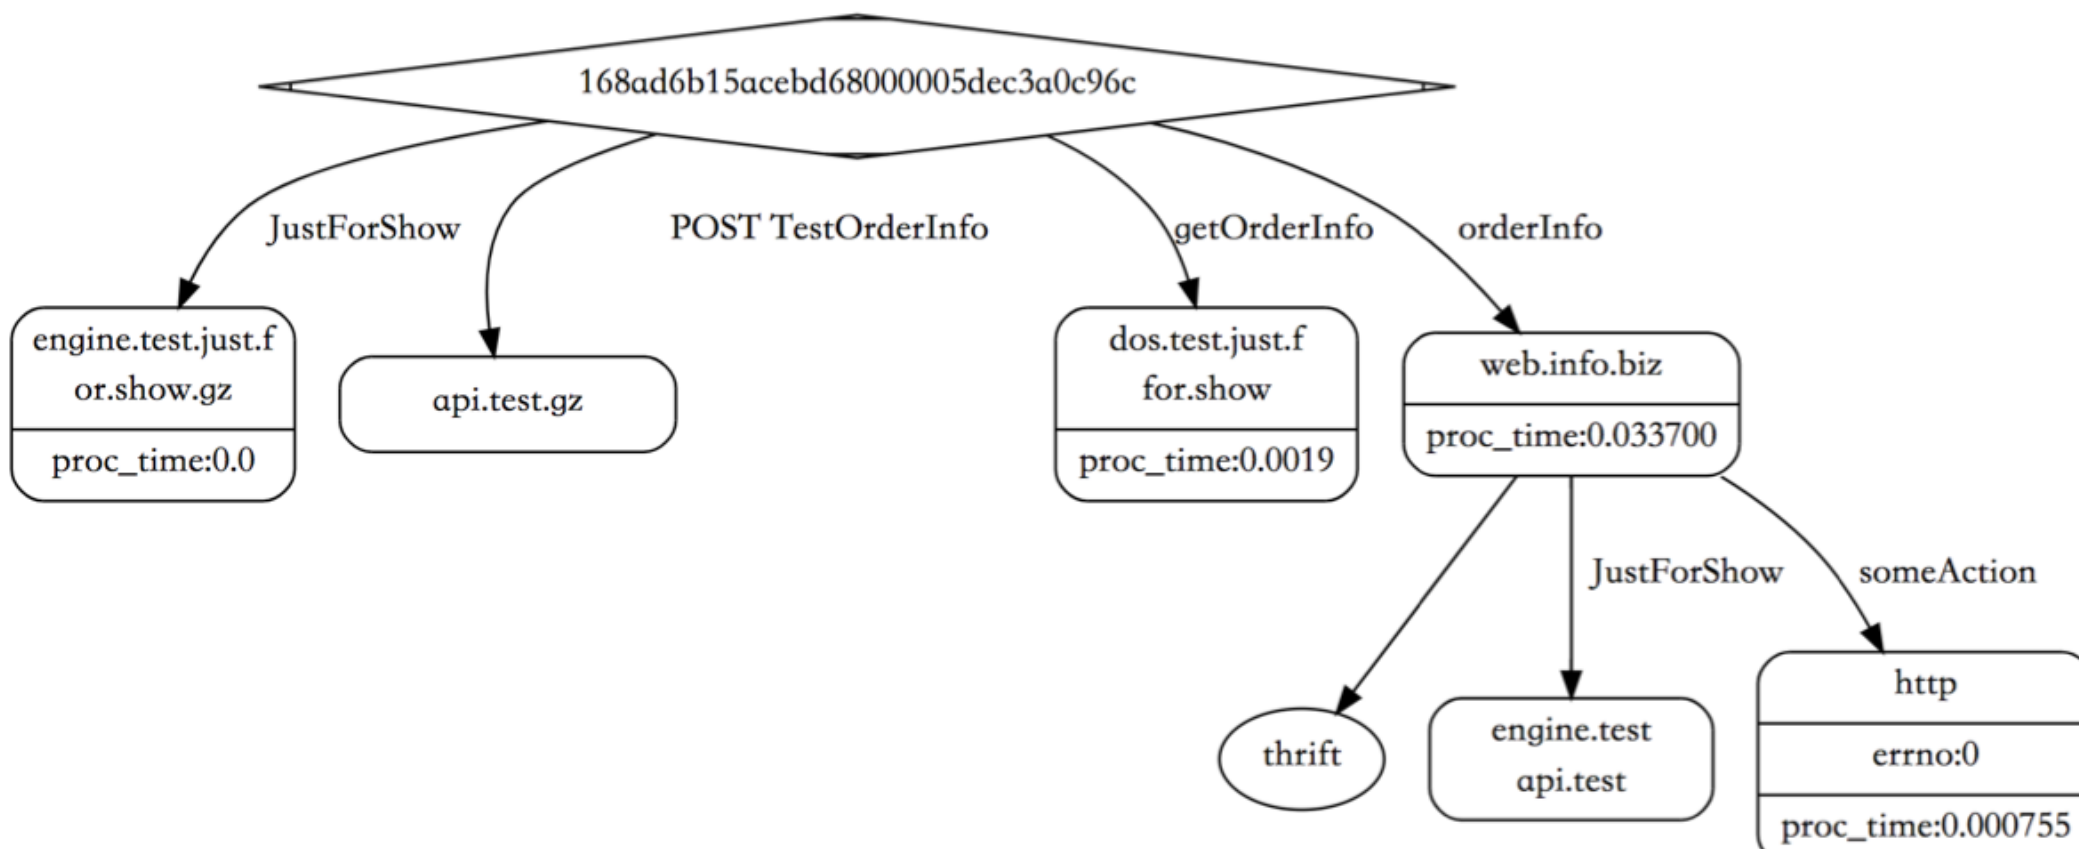 168ad6b15acebd68000005dec3a0c96c
JustForShow
POST TestOrderInfo
getOrderInfo
orderInfo
engine.test.just.f
or.show.gz
proc_time:0.0
api.test.gz
dos.test.just.f
for.show
proc_time:0.0019
web.info.biz
proc_time:0.033700
JustForShow
someAction
thrift
engine.test
api.test
http
errno:0
proc_time:0.000755